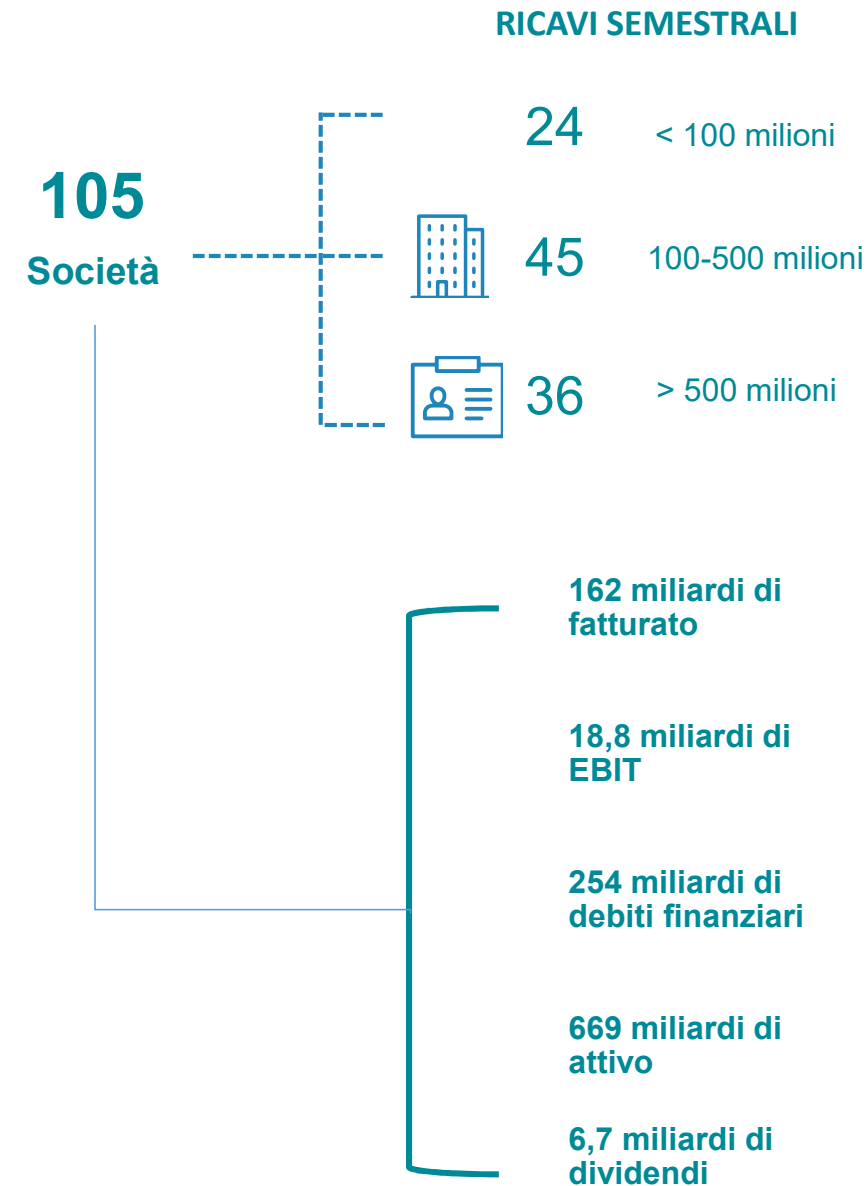 RICAVI SEMESTRALI
105
Società
24 < 100 milioni
45 100-500 milioni
36 > 500 milioni
162 miliardi di
fatturato
18,8 miliardi di
EBIT
254 miliardi di
debiti finanziari
669 miliardi di
attivo
6,7 miliardi di
dividendi